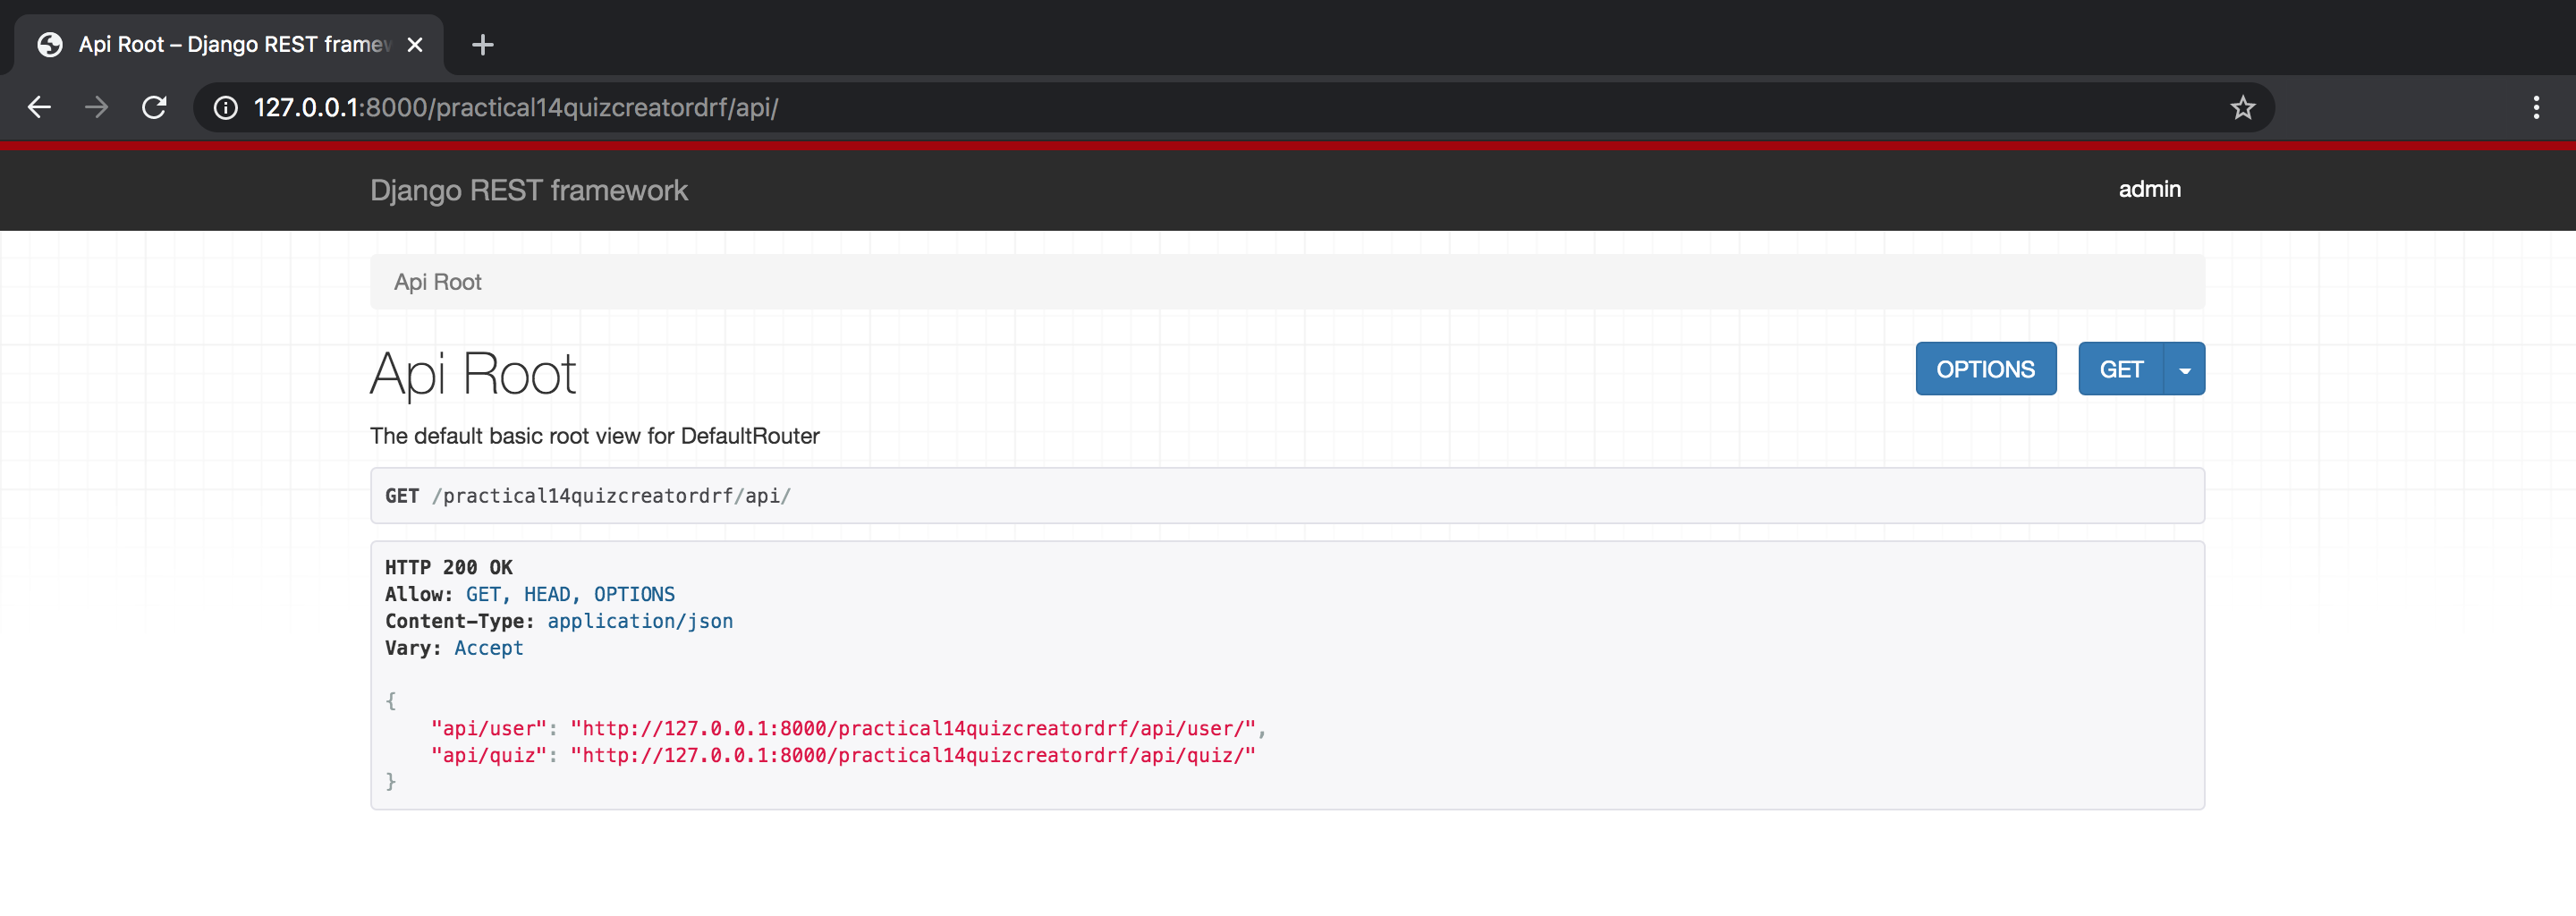 Api Root – Django REST framew
127.0.0.1:8000/practical14quizcreatordrf/api/
Django REST framework
admin
Api Root
Api Root
OPTIONS
GET
The default basic root view for DefaultRouter
GET /practical14quizcreatordrf/api/
HTTP 200 OK
Allow: GET, HEAD, OPTIONS
Content-Type: application/json
Vary: Accept
{
"api/user": "http://127.0.0.1:8000/practical14quizcreatordrf/api/user/",
"api/quiz": "http://127.0.0.1:8000/practical14quizcreatordrf/api/quiz/"
}